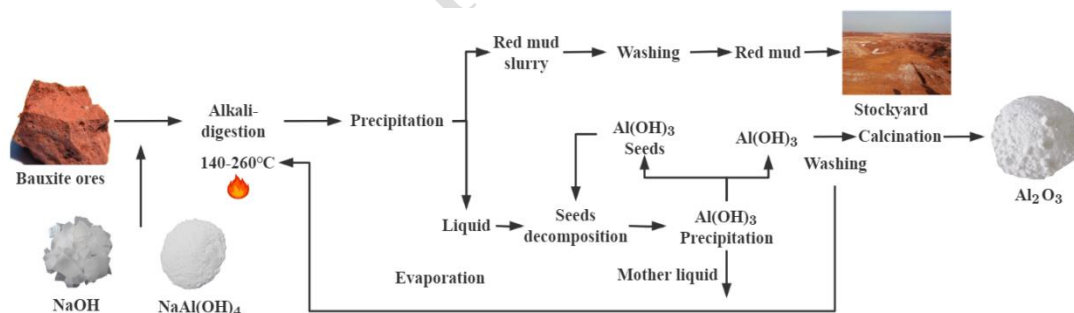 Red mud
slurry
Washing
Red mud
Stockyard
Bauxite ores
Alkali-
digestion
140-260°C
Precipitation
Al(OH)3
Seeds
Al(OH)3
Calcination
Washing
Al₂O₃
Liquid
Seeds
decomposition
Al(OH)3
Precipitation
Evaporation
Mother liquid
NaOH
NaAl(OH)₄